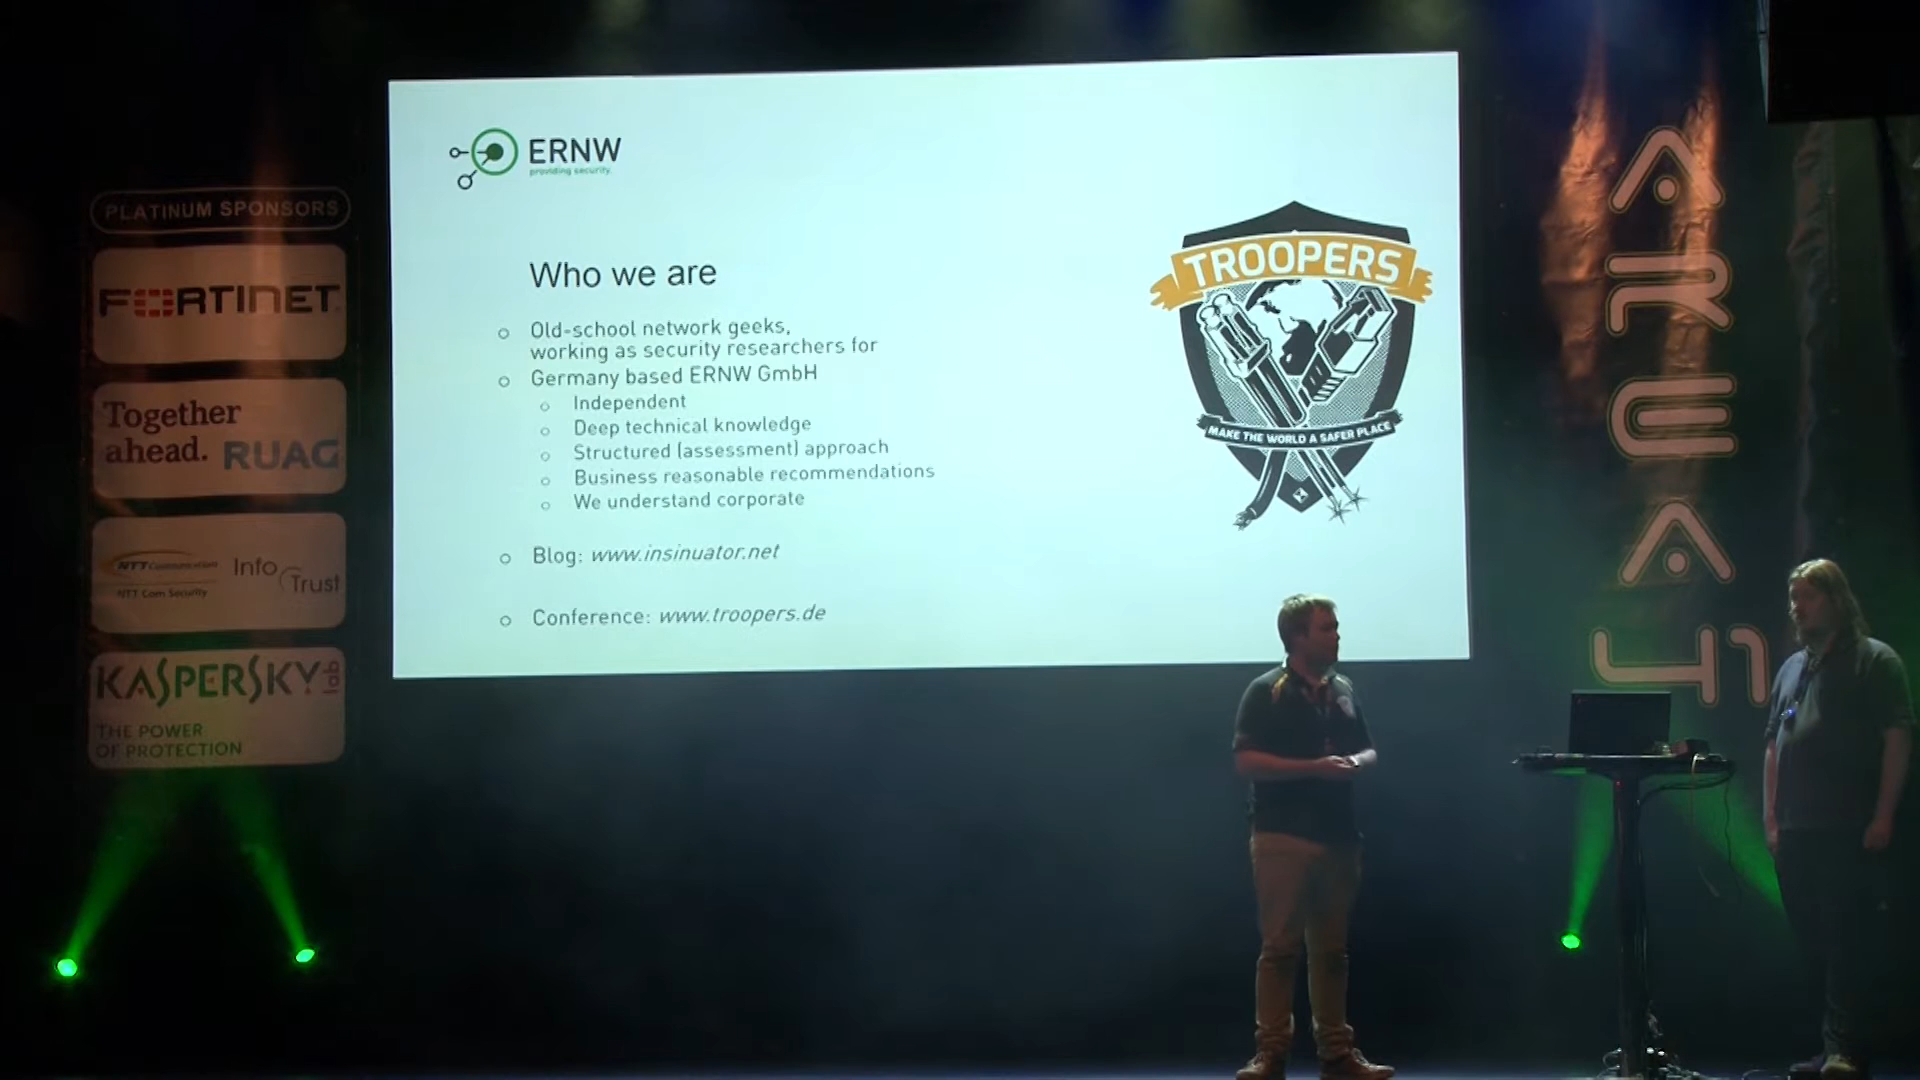 PLATINUM SPONSORS
FORTINET
Together
ahead. RUAG
NTT Communications
NTT Com Security
Info
Trust
KASPERSKY lab
THE POWER
OF PROTECTION
ERNW
providing security.
Who we are
Old-school network geeks,
working as security researchers for
Germany based ERNW GmbH
Independent
Deep technical knowledge
Structured (assessment) approach
Business reasonable recommendations
We understand corporate
Blog: www.insinuator.net
Conference: www.troopers.de
TROOPERS
MAKE THE WORLD A SAFER PLACE
AREA41